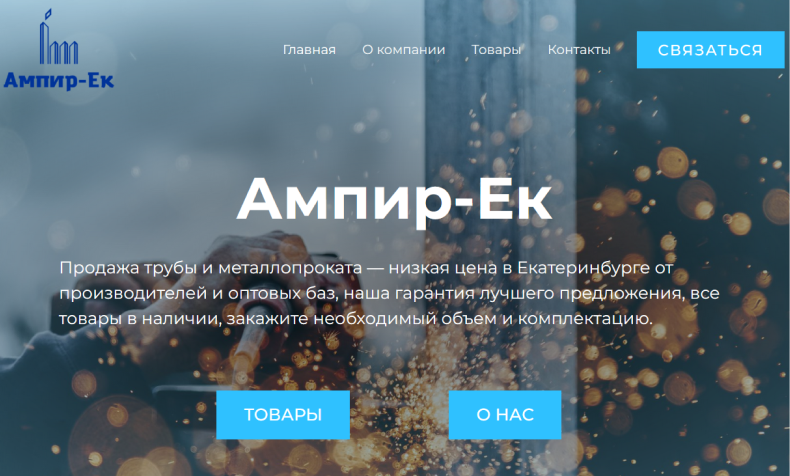 Ампир-Ек
Главная О компании Товары Контакты СВЯЗАТЬСЯ
Ампир-Ек
Продажа трубы и металлопроката — низкая цена в Екатеринбурге от
производителей и оптовых баз, наша гарантия лучшего предложения, все
товары в наличии, закажите необходимый объем и комплектацию.
ТОВАРЫ О НАС